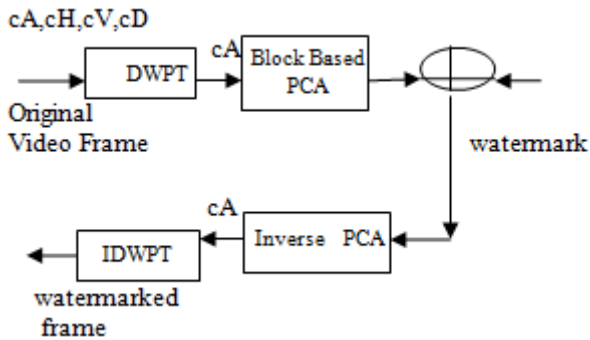 cA,cH,cV,cD
DWPT
cA
Block Based
PCA
Original
Video Frame
watermark
cA
Inverse PCA
IDWPT
watermarked
frame